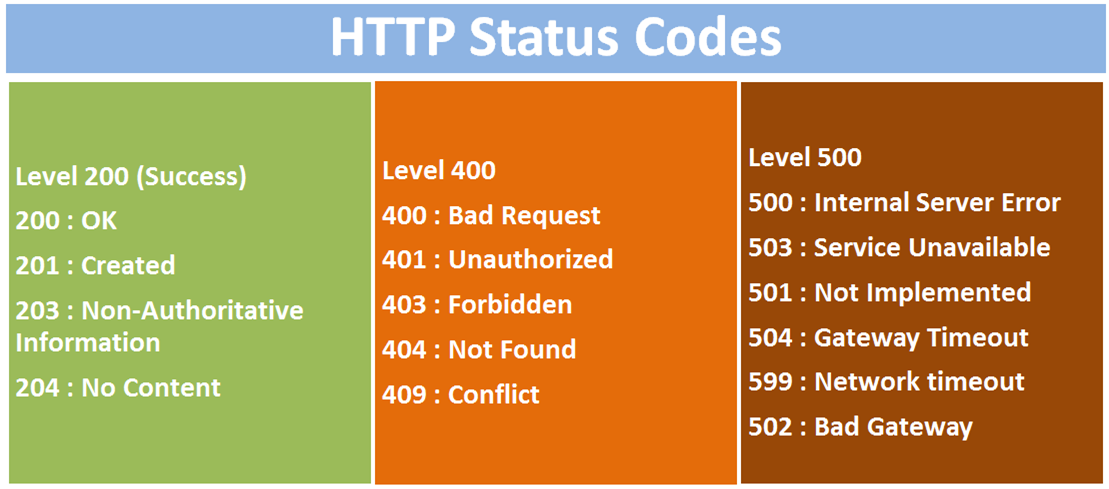 HTTP Status Codes
Level 200 (Success)
200 : OK
201 : Created
203 : Non-Authoritative
Information
204 : No Content
Level 400
400 : Bad Request
401 : Unauthorized
403 : Forbidden
404 : Not Found
409 : Conflict
Level 500
500 : Internal Server Error
503 : Service Unavailable
501 : Not Implemented
504 : Gateway Timeout
599 : Network timeout
502 : Bad Gateway